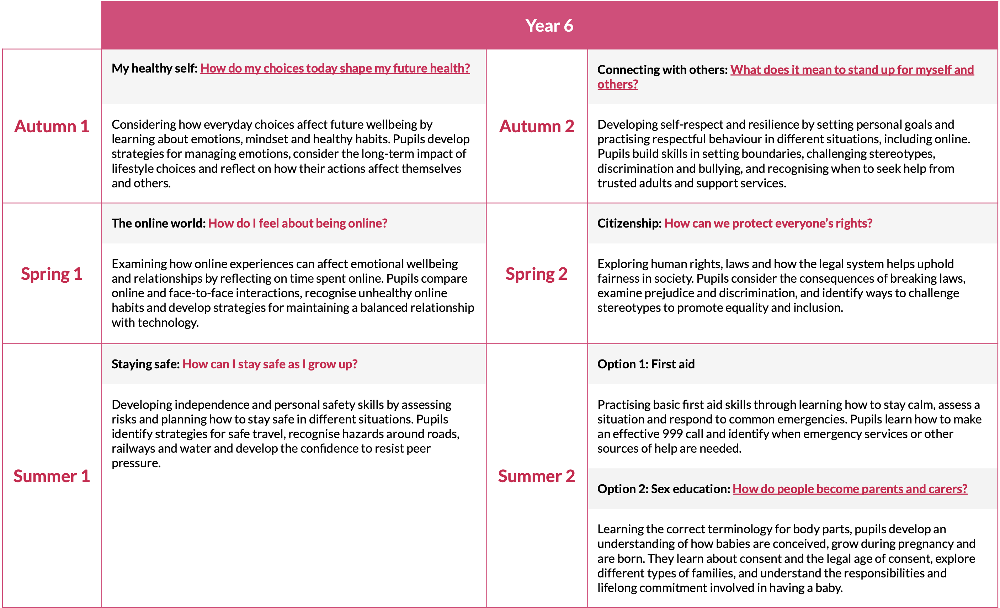 Year 6
Autumn 1
My healthy self: How do my choices today shape my future health?
Considering how everyday choices affect future wellbeing by
learning about emotions, mindset and healthy habits. Pupils develop
strategies for managing emotions, consider the long-term impact of
lifestyle choices and reflect on how their actions affect themselves
and others.
Autumn 2
Connecting with others: What does it mean to stand up for myself and
others?
Developing self-respect and resilience by setting personal goals and
practising respectful behaviour in different situations, including online.
Pupils build skills in setting boundaries, challenging stereotypes,
discrimination and bullying, and recognising when to seek help from
trusted adults and support services.
Spring 1
The online world: How do I feel about being online?
Examining how online experiences can affect emotional wellbeing
and relationships by reflecting on time spent online. Pupils compare
online and face-to-face interactions, recognise unhealthy online
habits and develop strategies for maintaining a balanced relationship
with technology.
Spring 2
Citizenship: How can we protect everyone’s rights?
Exploring human rights, laws and how the legal system helps uphold
fairness in society. Pupils consider the consequences of breaking laws,
examine prejudice and discrimination, and identify ways to challenge
stereotypes to promote equality and inclusion.
Summer 1
Staying safe: How can I stay safe as I grow up?
Developing independence and personal safety skills by assessing
risks and planning how to stay safe in different situations. Pupils
identify strategies for safe travel, recognise hazards around roads,
railways and water and develop the confidence to resist peer
pressure.
Summer 2
Option 1: First aid
Practising basic first aid skills through learning how to stay calm, assess a
situation and respond to common emergencies. Pupils learn how to make
an effective 999 call and identify when emergency services or other
sources of help are needed.
Option 2: Sex education: How do people become parents and carers?
Learning the correct terminology for body parts, pupils develop an
understanding of how babies are conceived, grow during pregnancy and
are born. They learn about consent and the legal age of consent, explore
different types of families, and understand the responsibilities and
lifelong commitment involved in having a baby.